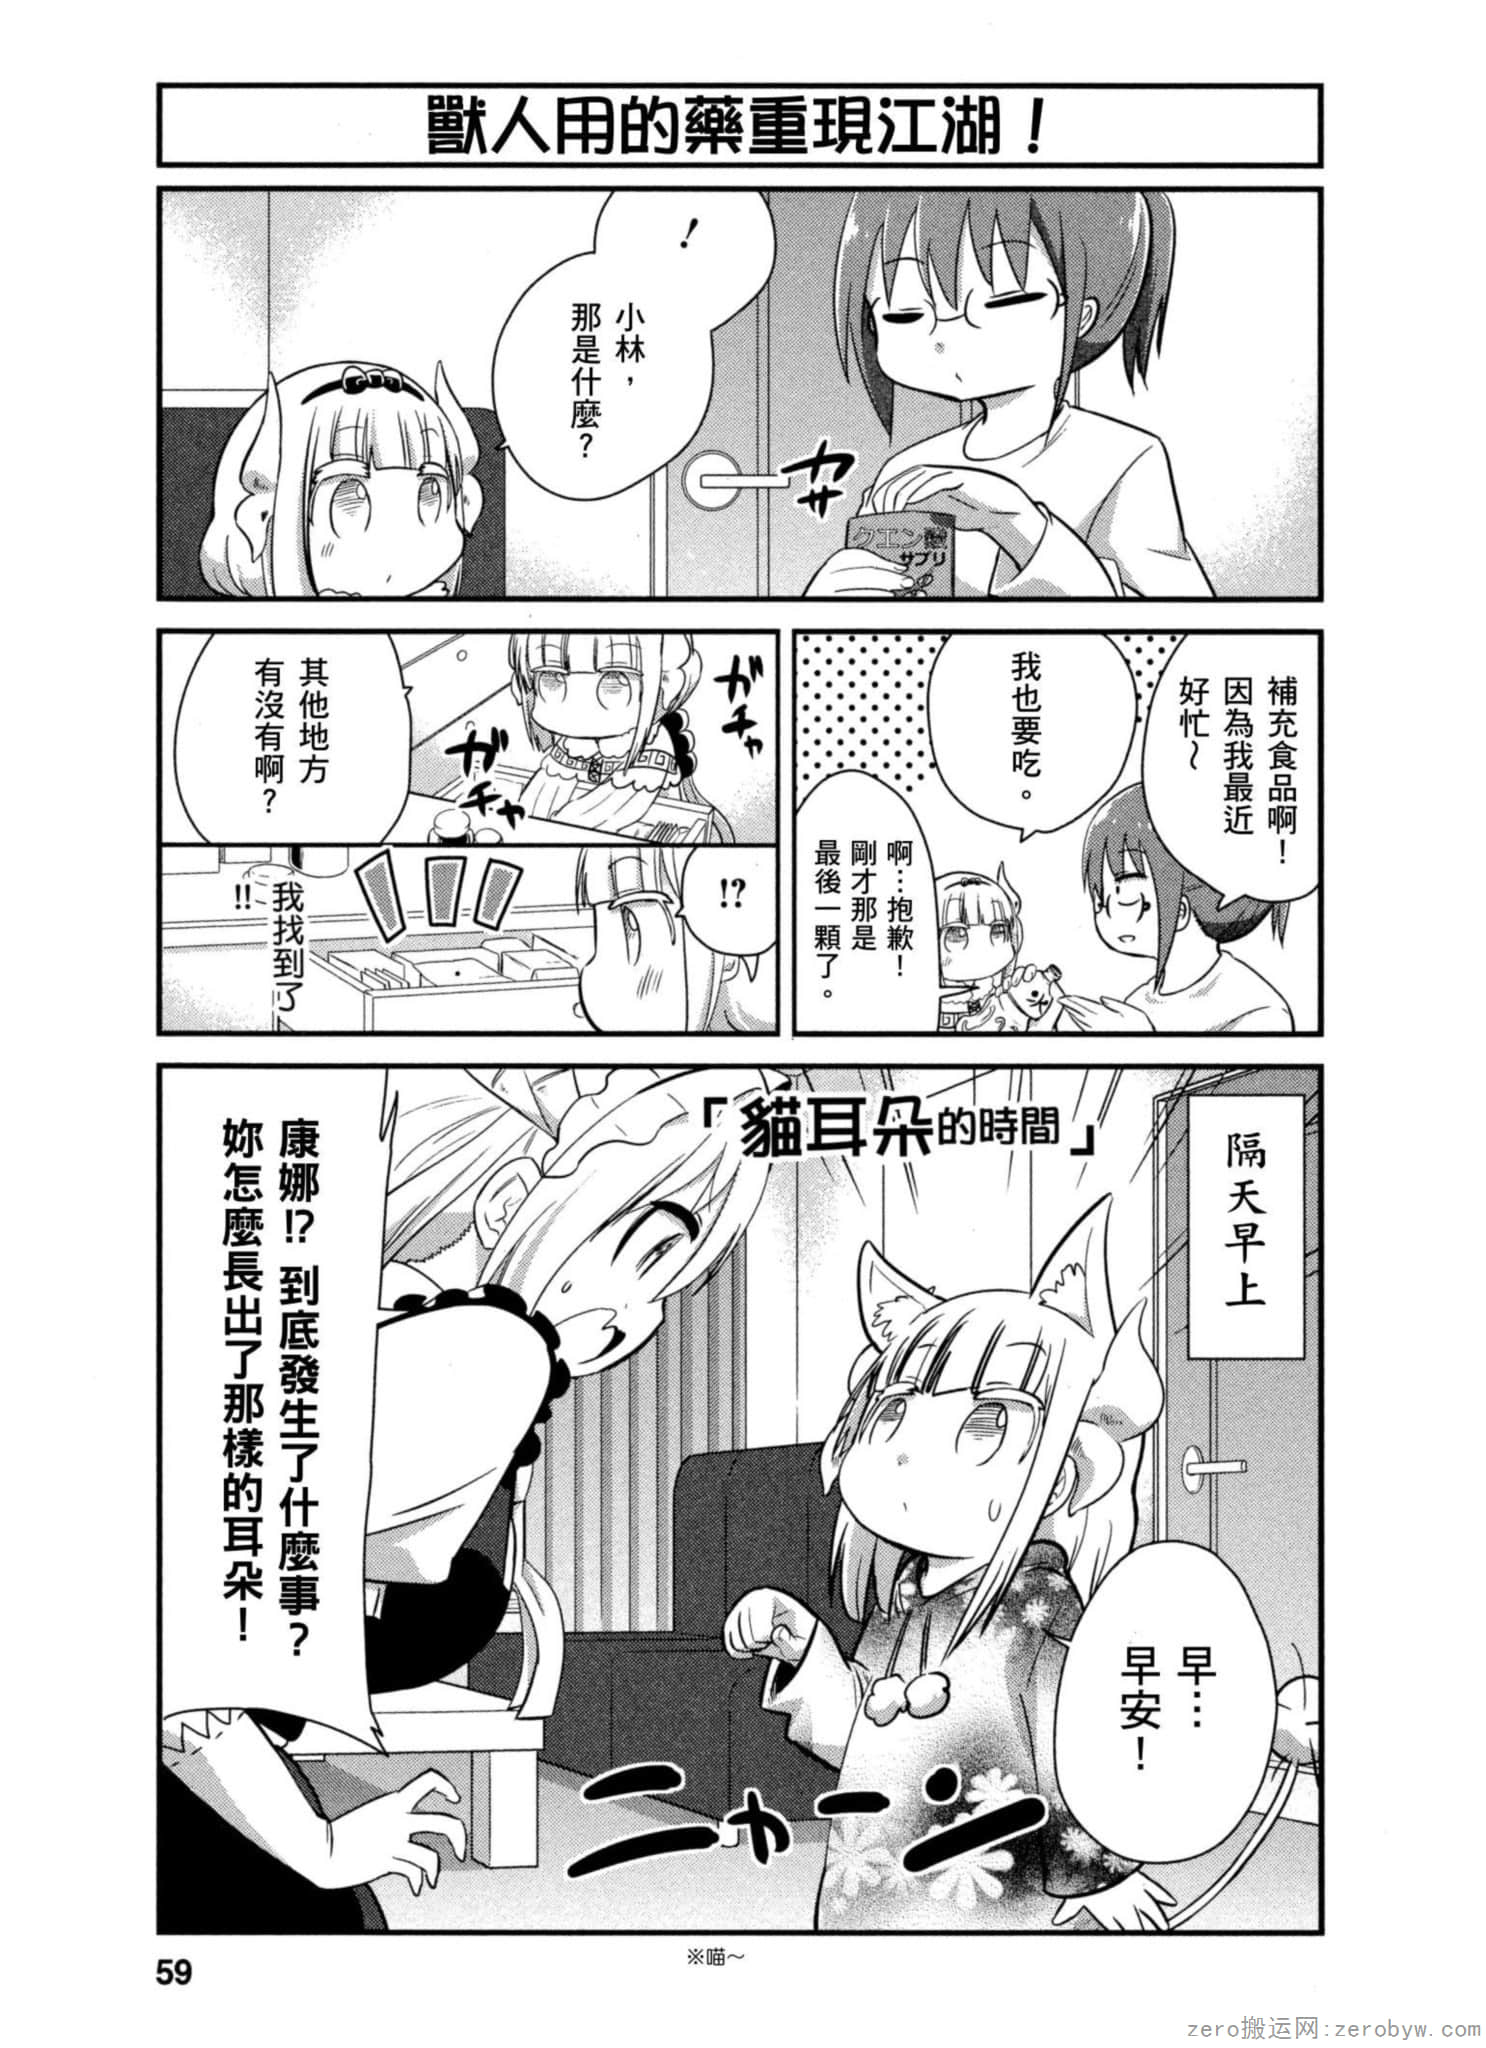 獸人用的藥重現江湖！
！
小林，
那是什麼？
カサ
クエン酸
サプリ
補充食品啊！
因為我最近
好忙～
我也要吃。
啊…抱歉！
剛才那是
最後一顆了。
ガチャ
ガチャ
其他地方
有沒有啊？
!?
我找到了
!!
「貓耳朵的時間」
隔天早上
康娜!?到底發生了什麼事？
妳怎麼長出了那樣的耳朵！
早…
早安！
ニャーン
※喵～
59
zero搬运网:zerobyw.com